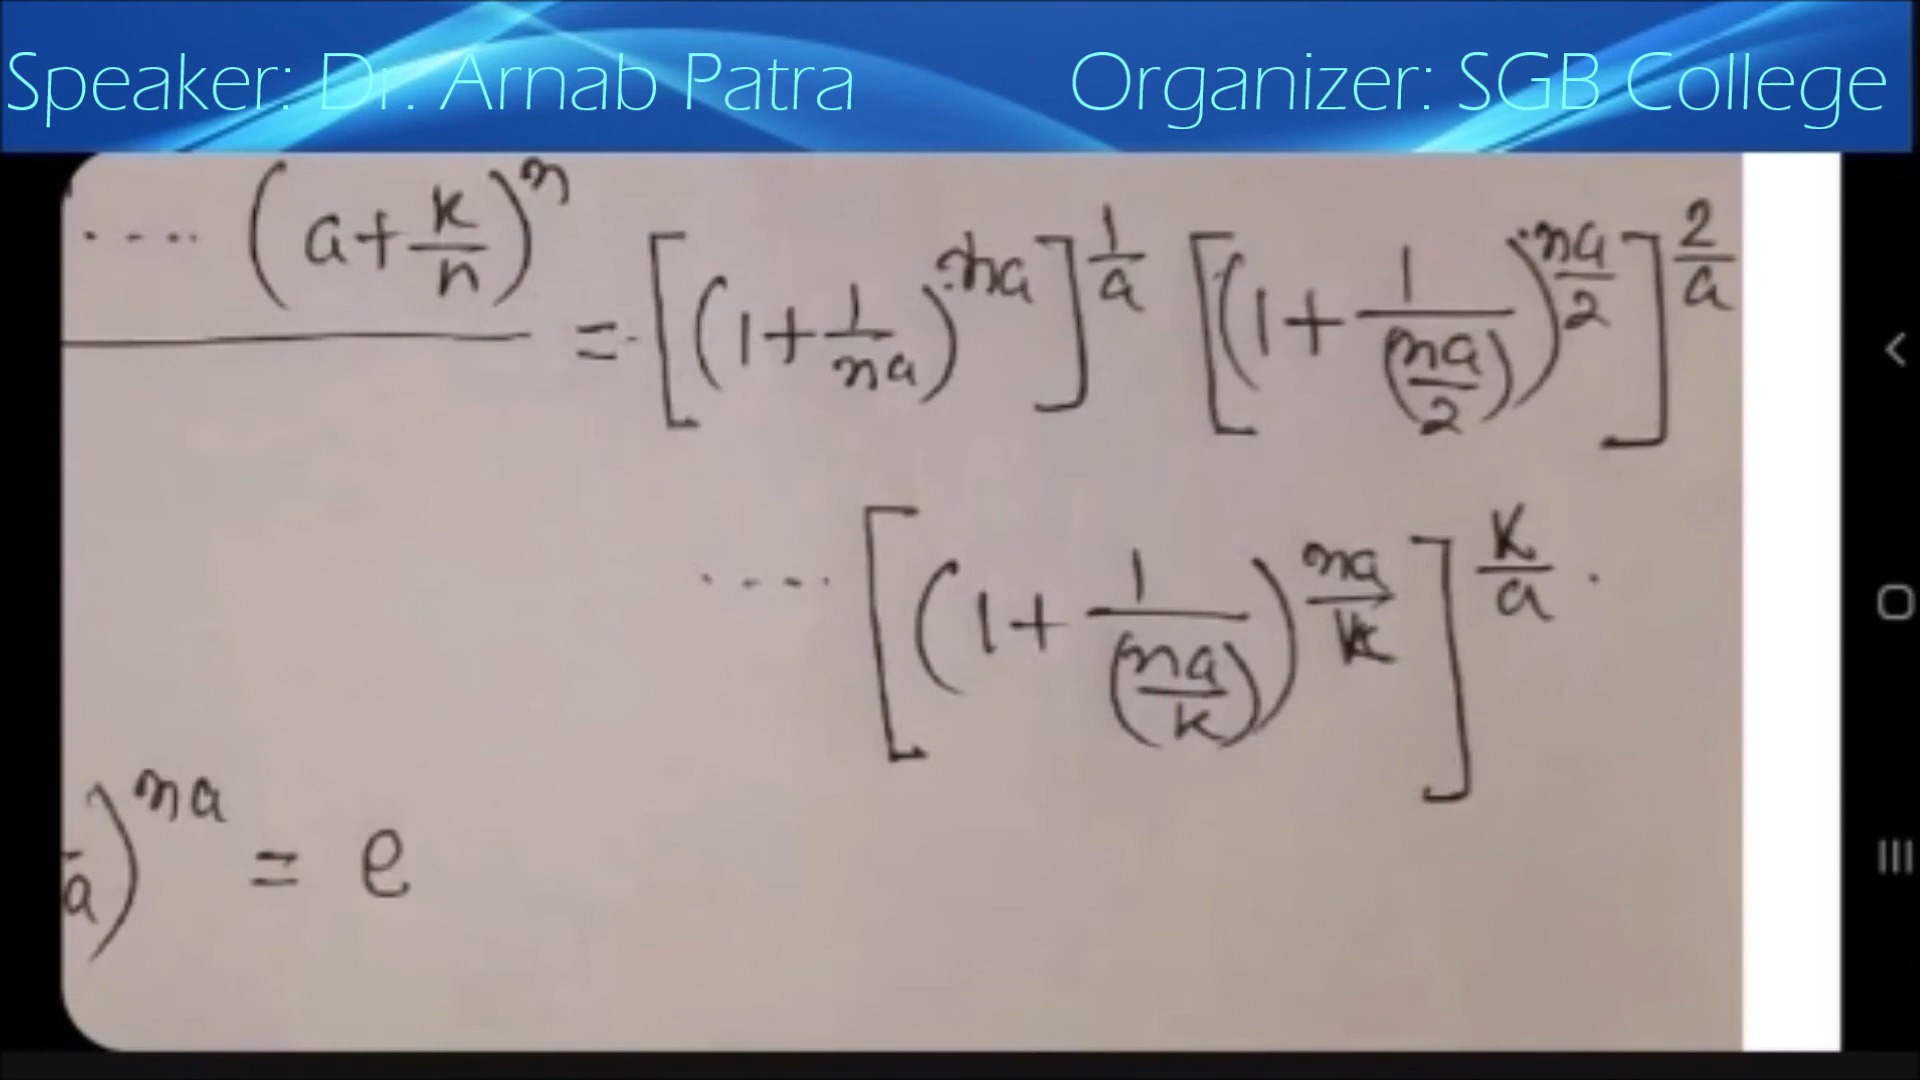 Speaker: Dr. Arnab Patra Organizer: SGB College
.... (a+k/n)^n = [(1+1/na)^na]^1/a [(1+1/(na/2))^na/2]^2/a
.... [(1+1/(na/k))^na/k]^k/a .
a)^na = e